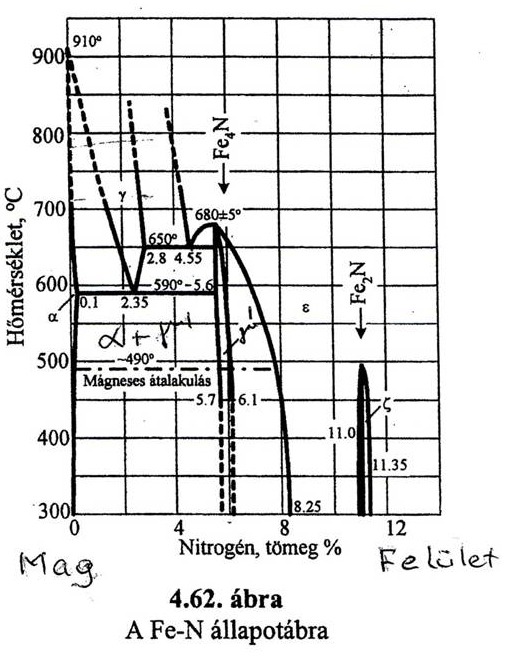 910°
900
800
700
600
500
400
300
Hőmérséklet, °C
Fe₄N
γ
680±5°
650°
2.8 4.55
590°-5.6
α
0.1 2.35
ε
Fe₂N
α + γ'
γ'
~490°
Mágneses átalakulás
5.7 6.1
ζ
11.0
11.35
8.25
0 4 8 12
Nitrogén, tömeg %
Mag
Felület
4.62. ábra
A Fe-N állapotábra